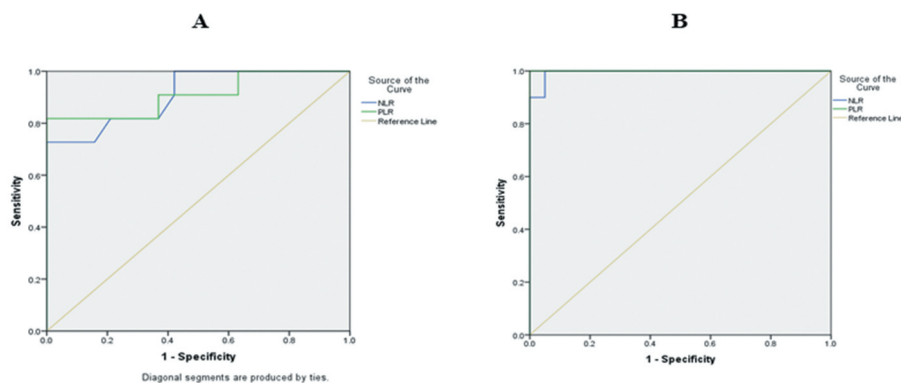 A
B
1.0
0.8
0.6
0.4
0.2
0.0
Sensitivity
0.0
0.2
0.4
0.6
0.8
1.0
1 - Specificity
Source of the
Curve
NLR
PLR
Reference Line
Diagonal segments are produced by ties.
1.0
0.8
0.6
0.4
0.2
0.0
Sensitivity
0.0
0.2
0.4
0.6
0.8
1.0
1 - Specificity
Source of the
Curve
NLR
PLR
Reference Line